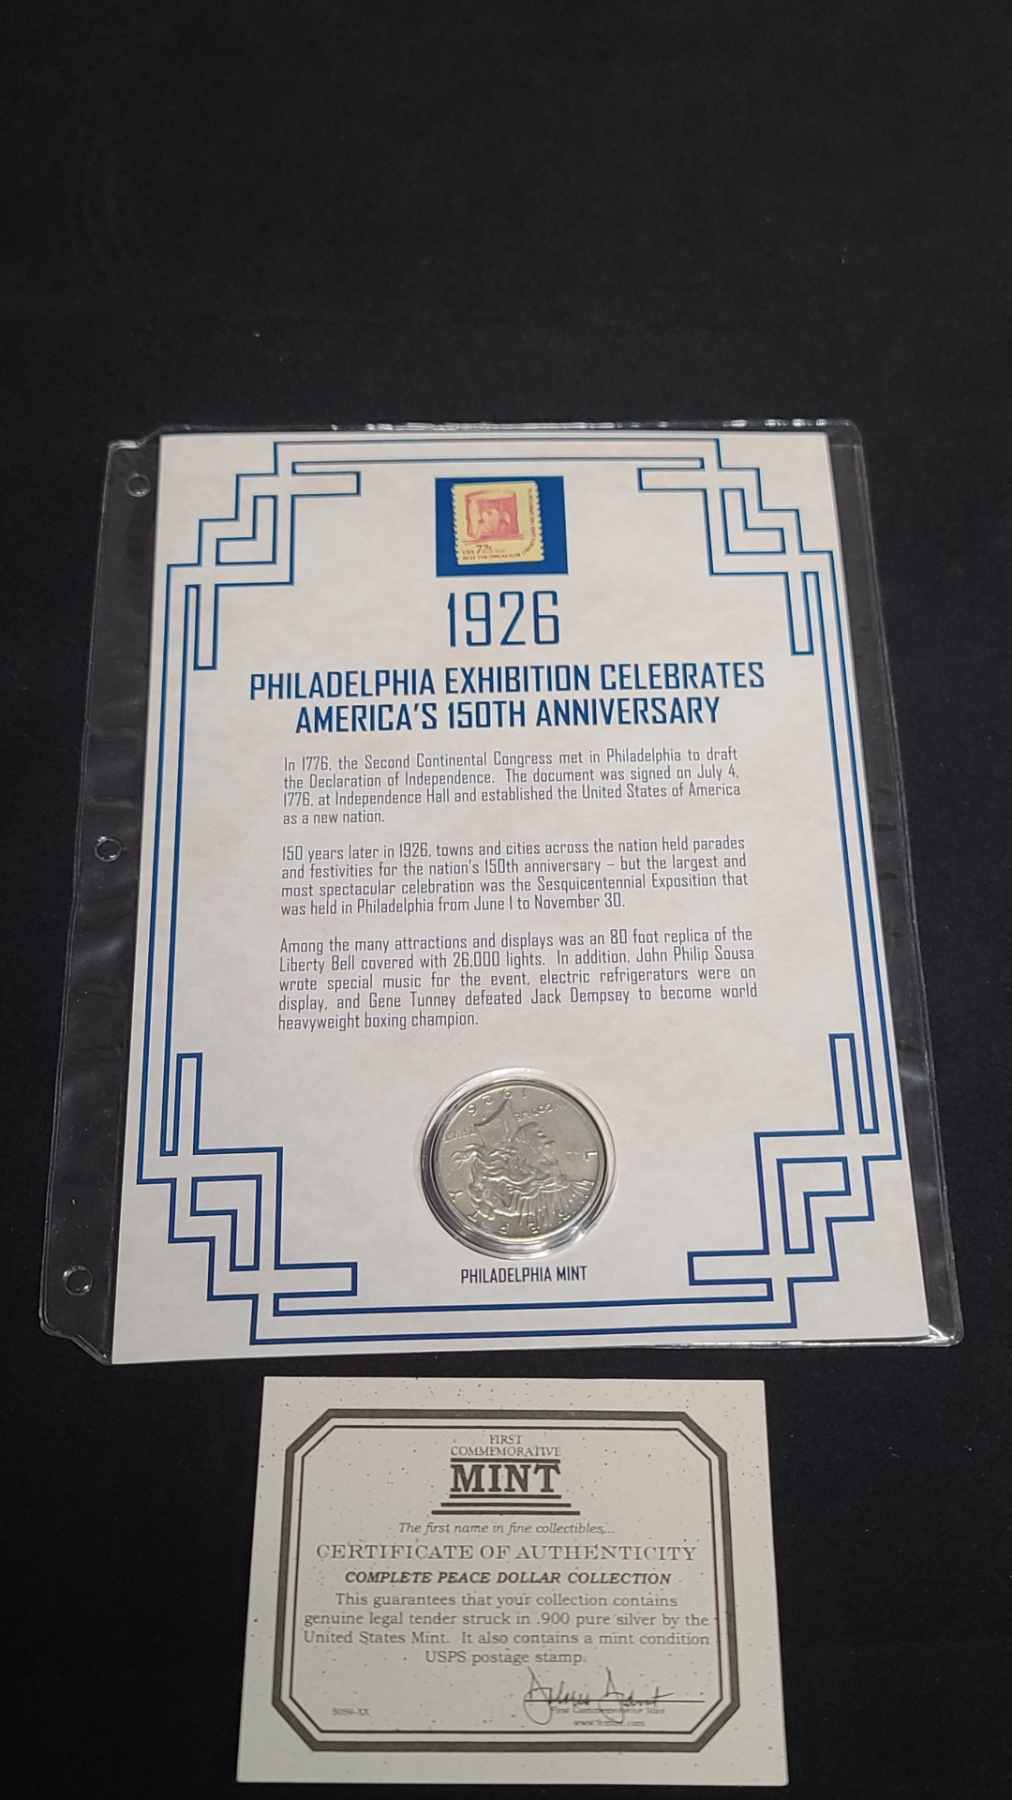 USA 7.9c
1926
PHILADELPHIA EXHIBITION CELEBRATES
AMERICA'S 150TH ANNIVERSARY
In 1776, the Second Continental Congress met in Philadelphia to draft
the Declaration of Independence. The document was signed on July 4,
1776, at Independence Hall and established the United States of America
as a new nation.
150 years later in 1926, towns and cities across the nation held parades
and festivities for the nation's 150th anniversary – but the largest and
most spectacular celebration was the Sesquicentennial Exposition that
was held in Philadelphia from June 1 to November 30.
Among the many attractions and displays was an 80 foot replica of the
Liberty Bell covered with 26,000 lights. In addition, John Philip Sousa
wrote special music for the event, electric refrigerators were on
display, and Gene Tunney defeated Jack Dempsey to become world
heavyweight boxing champion.
1926
PHILADELPHIA MINT
FIRST
COMMEMORATIVE
MINT
The first name in fine collectibles...
CERTIFICATE OF AUTHENTICITY
COMPLETE PEACE DOLLAR COLLECTION
This guarantees that your collection contains
genuine legal tender struck in .900 pure silver by the
United States Mint. It also contains a mint condition
USPS postage stamp.
First Commemorative Mint